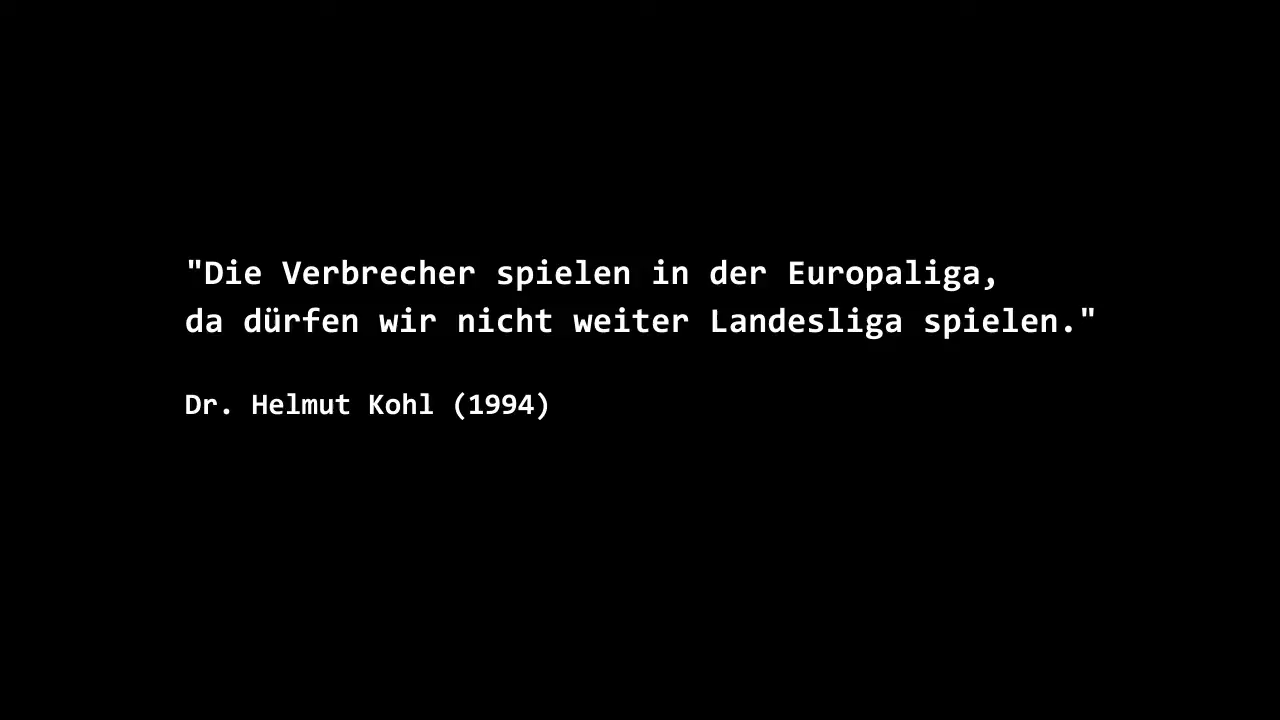 "Die Verbrecher spielen in der Europaliga,
da dürfen wir nicht weiter Landesliga spielen."
Dr. Helmut Kohl (1994)